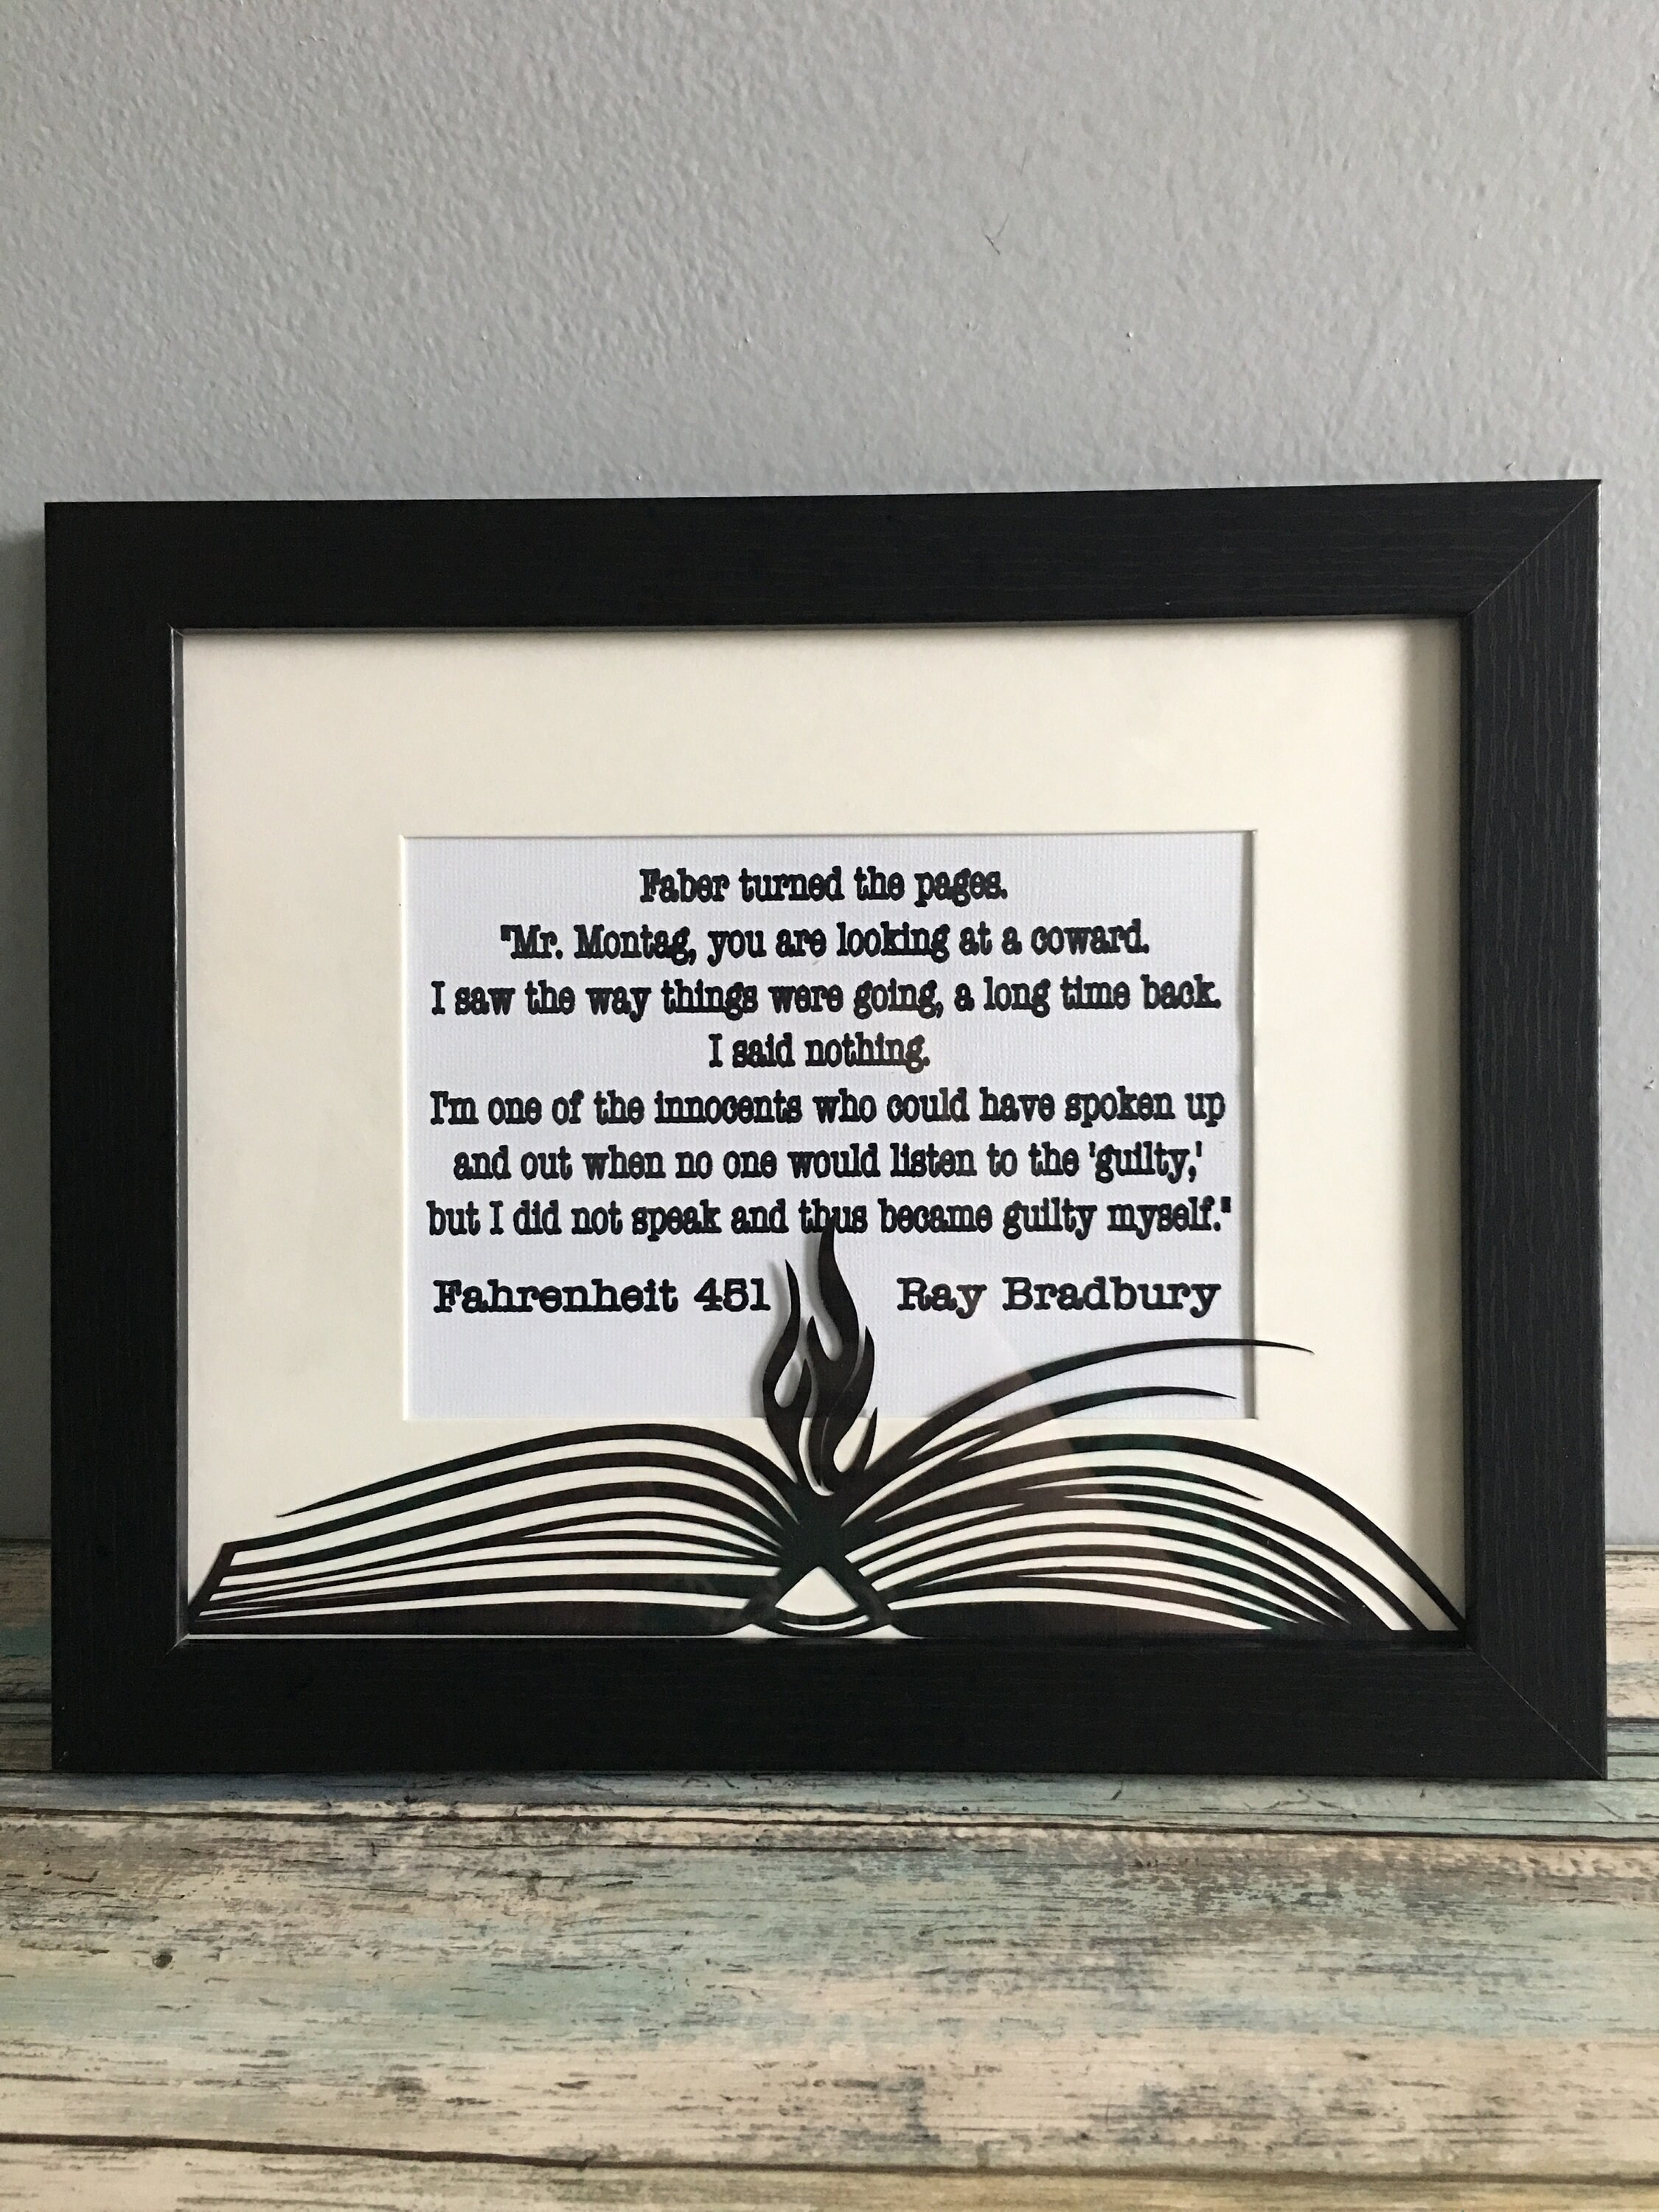 Faber turned the pages.
"Mr. Montag, you are looking at a coward.
I saw the way things were going, a long time back.
I said nothing.
I'm one of the innocents who could have spoken up
and out when no one would listen to the 'guilty,'
but I did not speak and thus became guilty myself."
Fahrenheit 451 Ray Bradbury